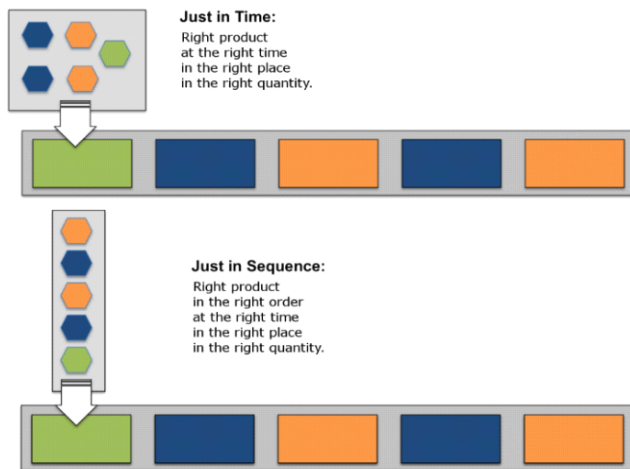 Just in Time:
Right product
at the right time
in the right place
in the right quantity.
Just in Sequence:
Right product
in the right order
at the right time
in the right place
in the right quantity.